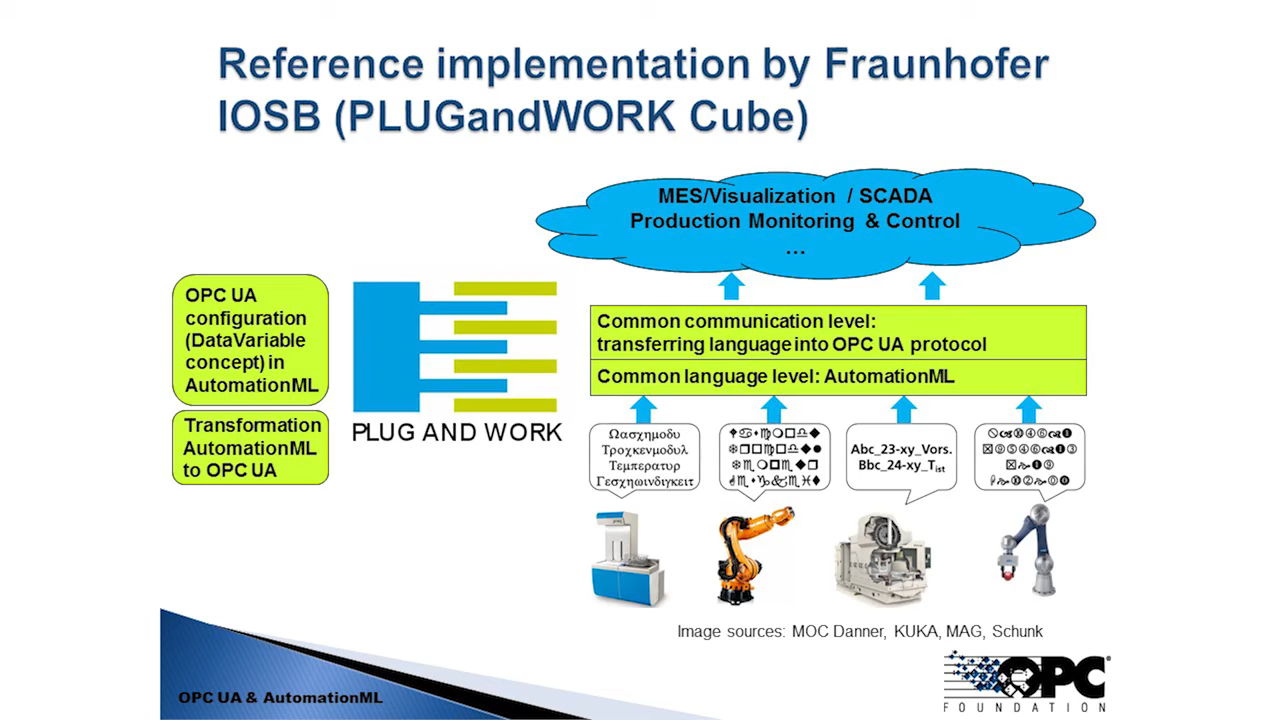 Reference implementation by Fraunhofer
IOSB (PLUGandWORK Cube)
MES/Visualization / SCADA
Production Monitoring & Control
...
OPC UA
configuration
(DataVariable
concept) in
AutomationML
Transformation
AutomationML
to OPC UA
PLUG AND WORK
Common communication level:
transferring language into OPC UA protocol
Common language level: AutomationML
Ωασχημοδυ
Τροχκενμοδυλ
Τεμπερατυρ
Γεσχηωινδιγκειτ
Abc_23-xy_Vors.
Bbc_24-xy_Tist
Image sources: MOC Danner, KUKA, MAG, Schunk
OPC UA & AutomationML
OPC
FOUNDATION